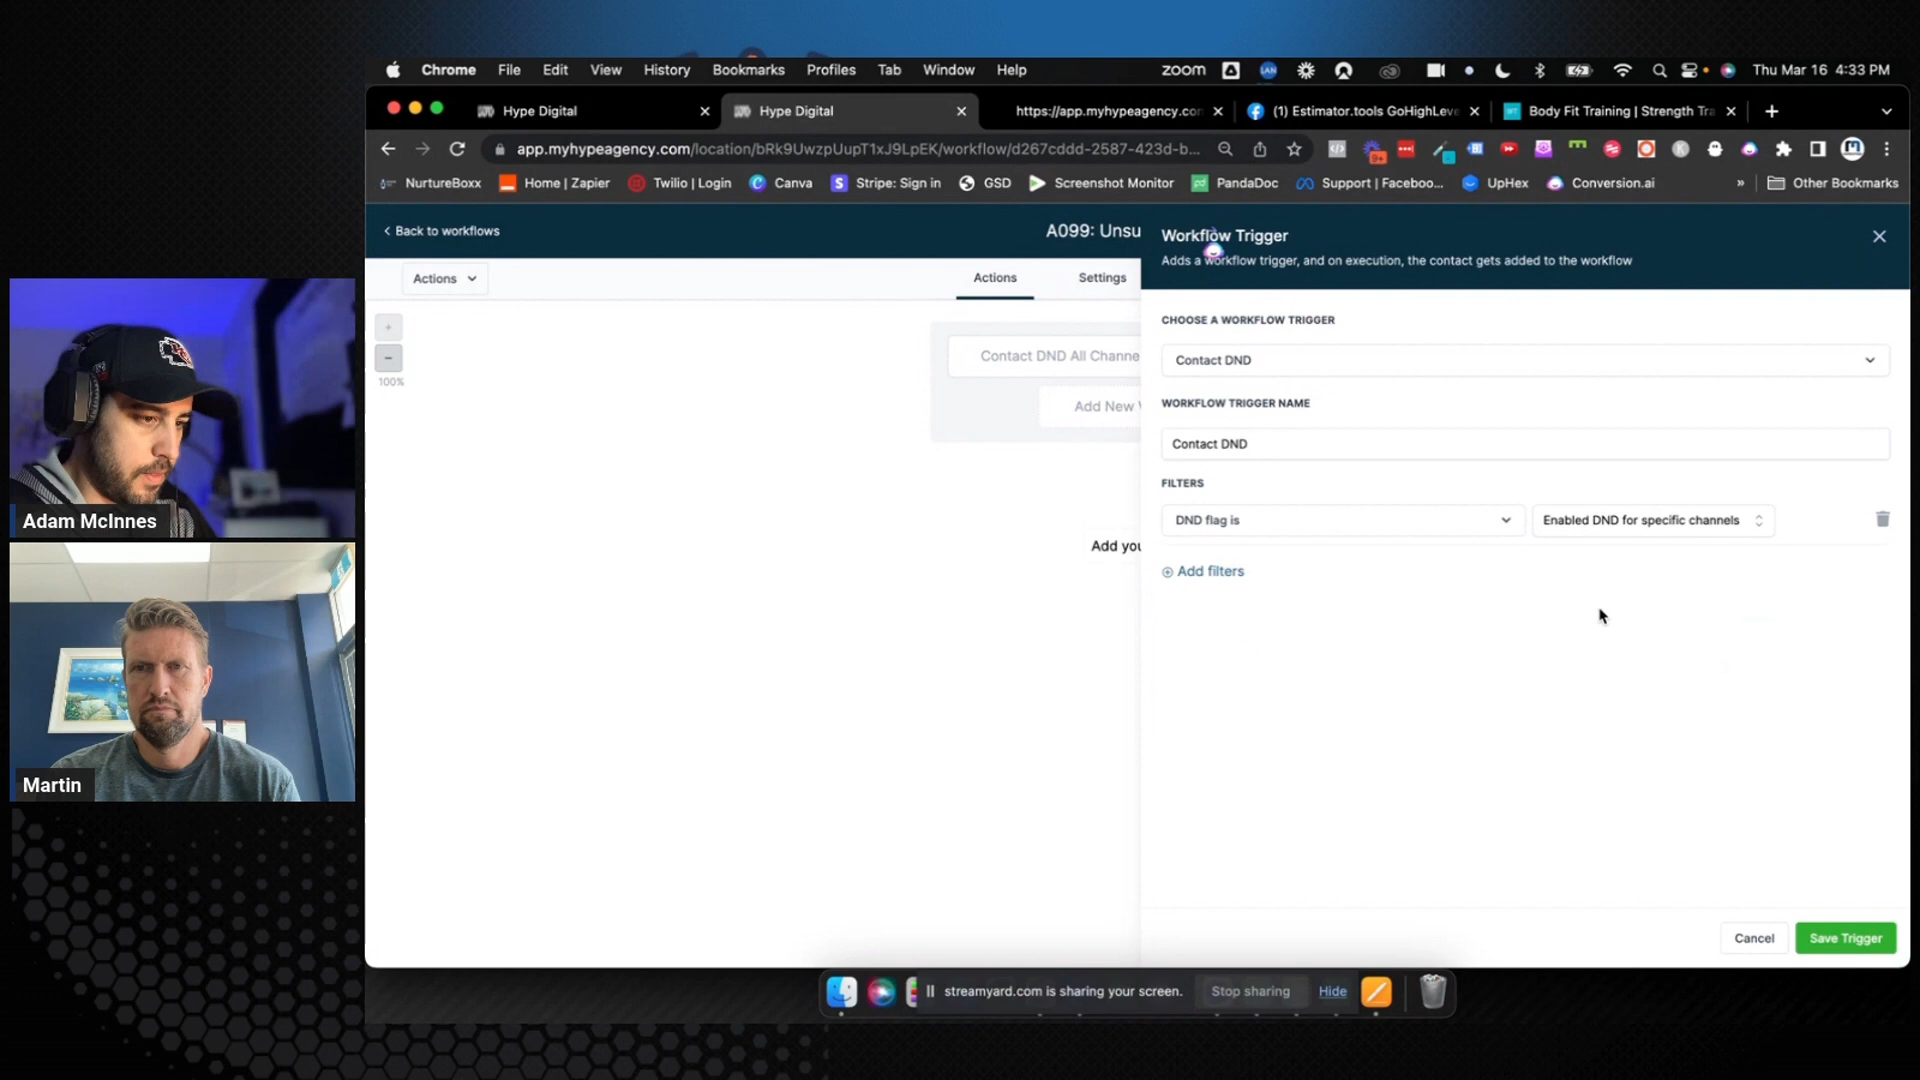 Chrome File Edit View History Bookmarks Profiles Tab Window Help zoom LAN Thu Mar 16 4:33 PM
Hype Digital
Hype Digital
https://app.myhypeagency.con
(1) Estimator.tools GoHighLeve
Body Fit Training | Strength Tra
app.myhypeagency.com/location/bRk9UwzpUupT1xJ9LpEK/workflow/d267cddd-2587-423d-b...
9+
NurtureBoxx Home | Zapier Twilio | Login Canva Stripe: Sign in GSD Screenshot Monitor PandaDoc Support | Faceboo... UpHex Conversion.ai » Other Bookmarks
Back to workflows
A099: Unsu
Workflow Trigger
Adds a workflow trigger, and on execution, the contact gets added to the workflow
Actions
Actions
Settings
+
−
100%
Contact DND All Channe
Add New
Add you
CHOOSE A WORKFLOW TRIGGER
Contact DND
WORKFLOW TRIGGER NAME
Contact DND
FILTERS
DND flag is
Enabled DND for specific channels
Add filters
Cancel
Save Trigger
Adam McInnes
Martin
streamyard.com is sharing your screen.
Stop sharing
Hide